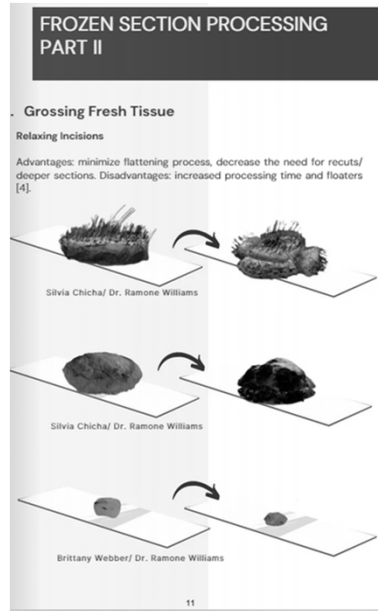 FROZEN SECTION PROCESSING
PART II
. Grossing Fresh Tissue
Relaxing Incisions
Advantages: minimize flattening process, decrease the need for recuts/
deeper sections. Disadvantages: increased processing time and floaters
[4].
Silvia Chicha/ Dr. Ramone Williams
Silvia Chicha/ Dr. Ramone Williams
Brittany Webber/ Dr. Ramone Williams
11